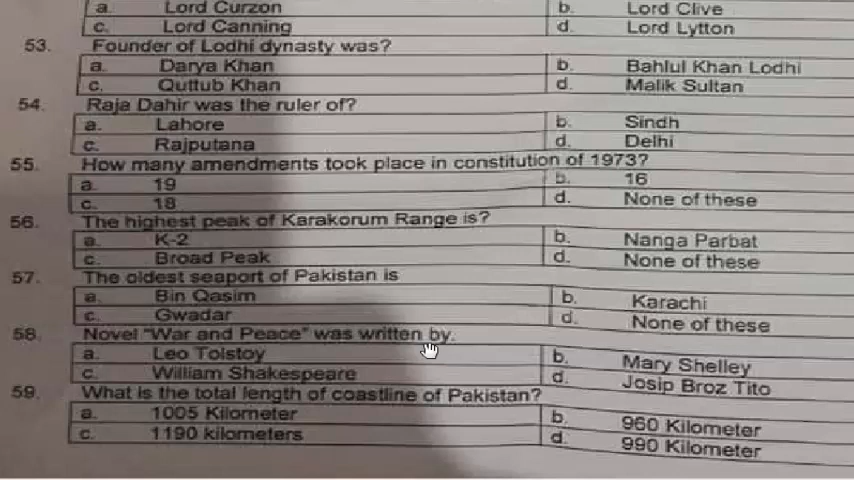 a. Lord Curzon b. Lord Clive
c. Lord Canning d. Lord Lytton
53. Founder of Lodhi dynasty was?
a. Darya Khan b. Bahlul Khan Lodhi
c. Quttub Khan d. Malik Sultan
54. Raja Dahir was the ruler of?
a. Lahore b. Sindh
c. Rajputana d. Delhi
55. How many amendments took place in constitution of 1973?
a. 19 b. 16
c. 18 d. None of these
56. The highest peak of Karakorum Range is?
a. K-2 b. Nanga Parbat
c. Broad Peak d. None of these
57. The oldest seaport of Pakistan is
a. Bin Qasim b. Karachi
c. Gwadar d. None of these
58. Novel "War and Peace" was written by.
a. Leo Tolstoy b. Mary Shelley
c. William Shakespeare d. Josip Broz Tito
59. What is the total length of coastline of Pakistan?
a. 1005 Kilometer b. 960 Kilometer
c. 1190 kilometers d. 990 Kilometer